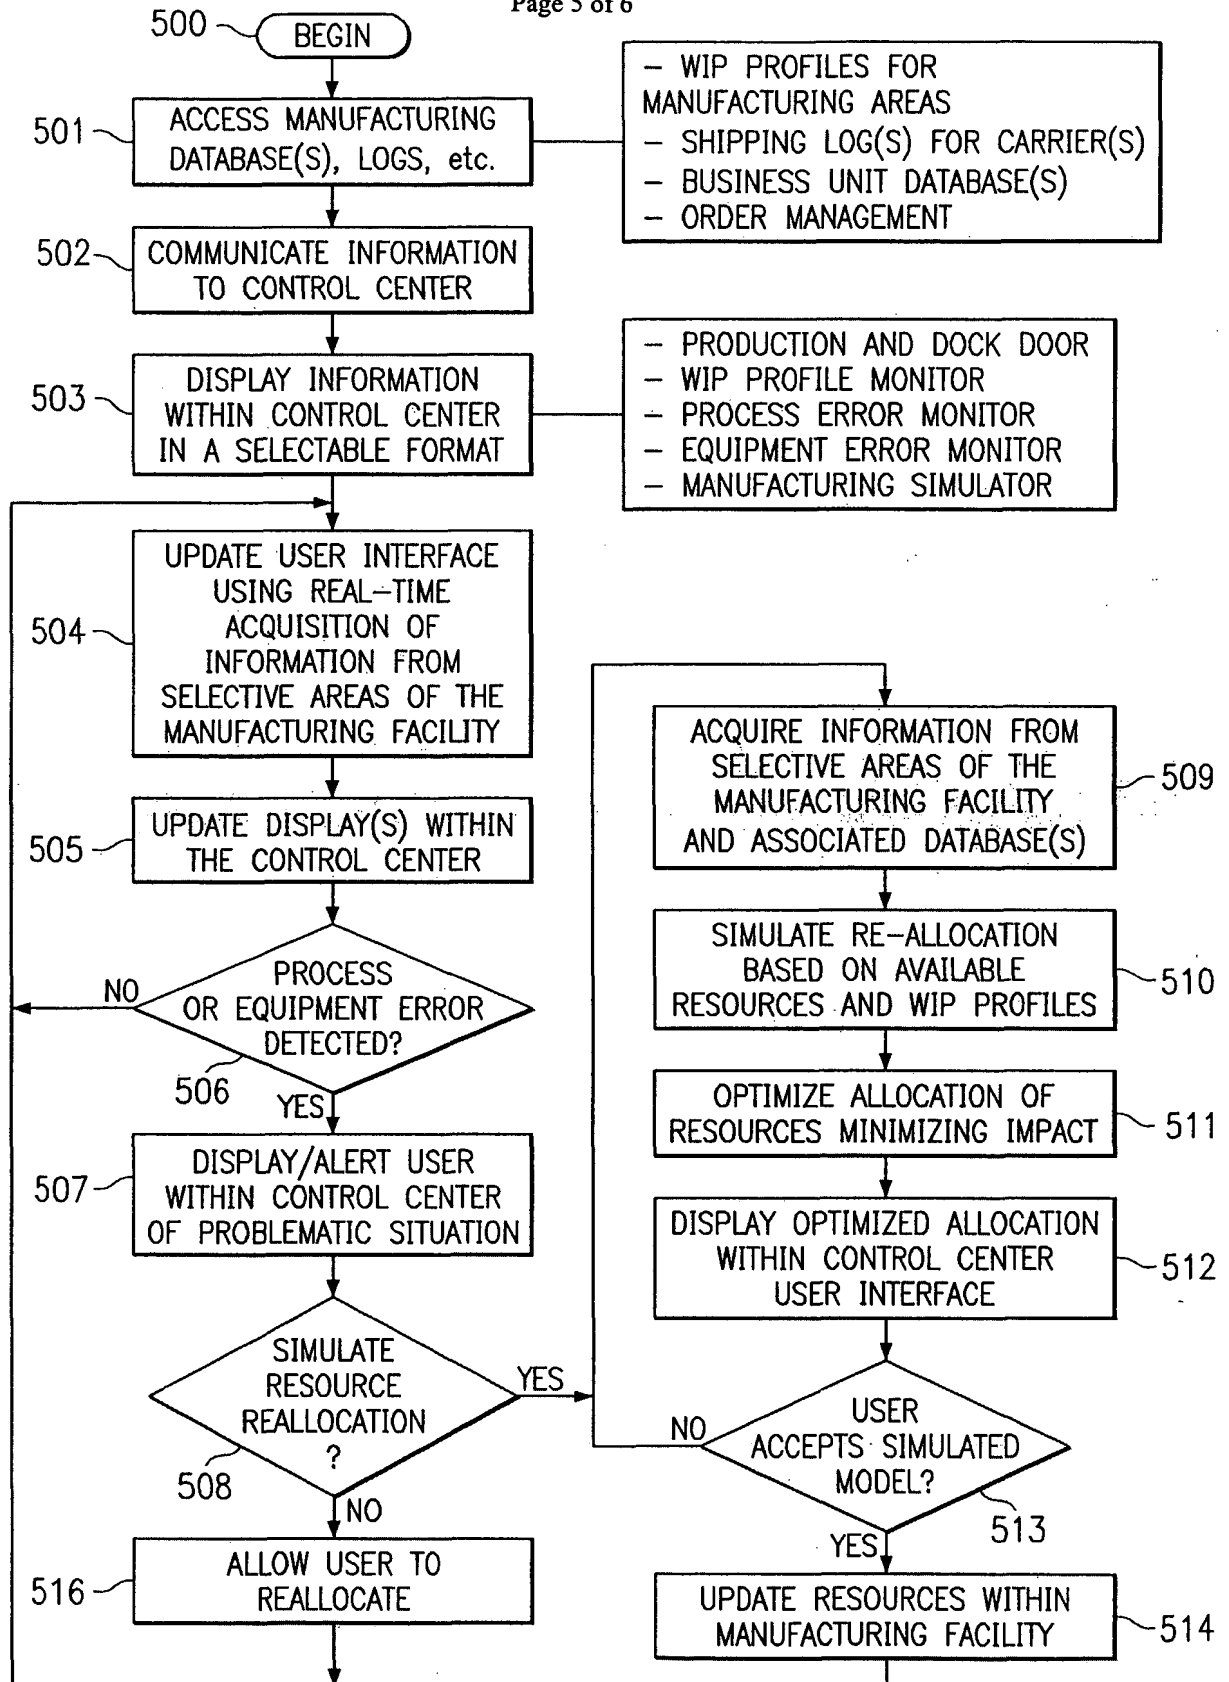 Page 5 of 6
500
BEGIN
501
ACCESS MANUFACTURING
DATABASE(S), LOGS, etc.
– WIP PROFILES FOR
MANUFACTURING AREAS
– SHIPPING LOG(S) FOR CARRIER(S)
– BUSINESS UNIT DATABASE(S)
– ORDER MANAGEMENT
502
COMMUNICATE INFORMATION
TO CONTROL CENTER
503
DISPLAY INFORMATION
WITHIN CONTROL CENTER
IN A SELECTABLE FORMAT
– PRODUCTION AND DOCK DOOR
– WIP PROFILE MONITOR
– PROCESS ERROR MONITOR
– EQUIPMENT ERROR MONITOR
– MANUFACTURING SIMULATOR
504
UPDATE USER INTERFACE
USING REAL–TIME
ACQUISITION OF
INFORMATION FROM
SELECTIVE AREAS OF THE
MANUFACTURING FACILITY
505
UPDATE DISPLAY(S) WITHIN
THE CONTROL CENTER
PROCESS
OR EQUIPMENT ERROR
DETECTED?
NO
506
YES
507
DISPLAY/ALERT USER
WITHIN CONTROL CENTER
OF PROBLEMATIC SITUATION
SIMULATE
RESOURCE
REALLOCATION
?
YES
508
NO
516
ALLOW USER TO
REALLOCATE
ACQUIRE INFORMATION FROM
SELECTIVE AREAS OF THE
MANUFACTURING FACILITY
AND ASSOCIATED DATABASE(S)
509
SIMULATE RE–ALLOCATION
BASED ON AVAILABLE
RESOURCES AND WIP PROFILES
510
OPTIMIZE ALLOCATION OF
RESOURCES MINIMIZING IMPACT
511
DISPLAY OPTIMIZED ALLOCATION
WITHIN CONTROL CENTER
USER INTERFACE
512
USER
ACCEPTS SIMULATED
MODEL?
NO
513
YES
UPDATE RESOURCES WITHIN
MANUFACTURING FACILITY
514